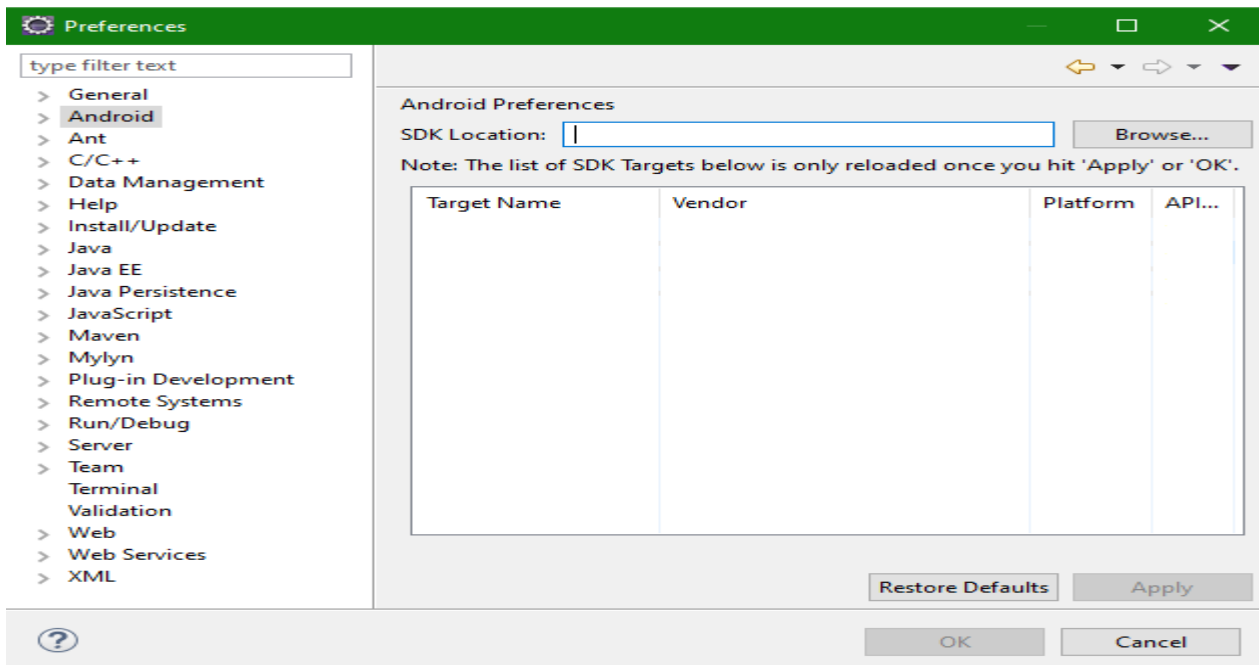 Preferences
type filter text
General
Android
Ant
C/C++
Data Management
Help
Install/Update
Java
Java EE
Java Persistence
JavaScript
Maven
Mylyn
Plug-in Development
Remote Systems
Run/Debug
Server
Team
Terminal
Validation
Web
Web Services
XML
Android Preferences
SDK Location: Browse...
Note: The list of SDK Targets below is only reloaded once you hit 'Apply' or 'OK'.
Target Name Vendor Platform API...
Restore Defaults Apply
? OK Cancel